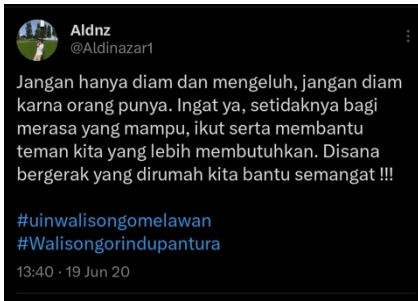 Aldnz
@Aldinazar1
Jangan hanya diam dan mengeluh, jangan diam
karna orang punya. Ingat ya, setidaknya bagi
merasa yang mampu, ikut serta membantu
teman kita yang lebih membutuhkan. Disana
bergerak yang dirumah kita bantu semangat !!!
#uinwalisongomelawan
#Walisongorindupantura
13:40 · 19 Jun 20